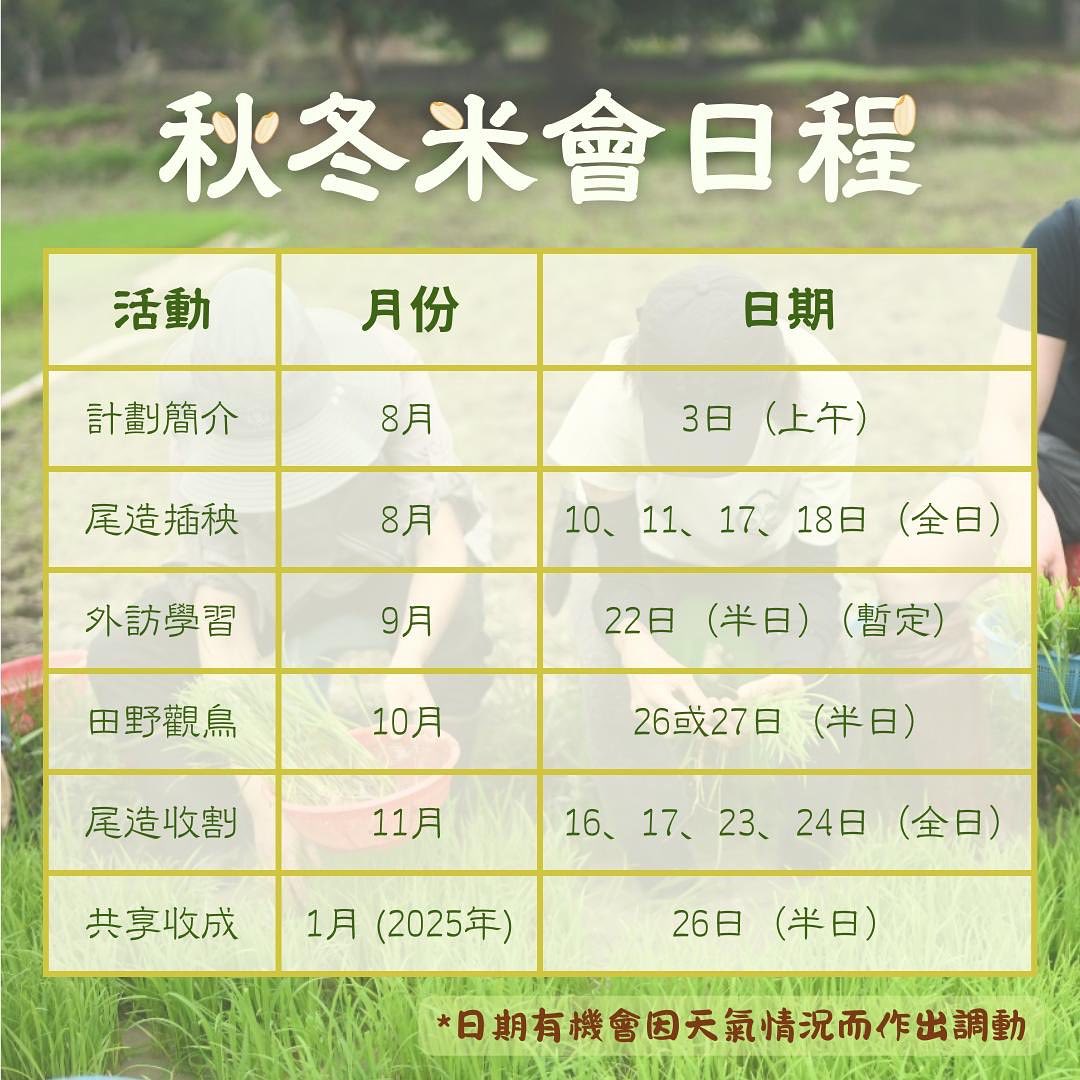 秋冬米會日程
活動 月份 日期
計劃簡介 8月 3日（上午）
尾造插秧 8月 10、11、17、18日（全日）
外訪學習 9月 22日（半日）（暫定）
田野觀鳥 10月 26或27日（半日）
尾造收割 11月 16、17、23、24日（全日）
共享收成 1月 (2025年) 26日（半日）
*日期有機會因天氣情況而作出調動